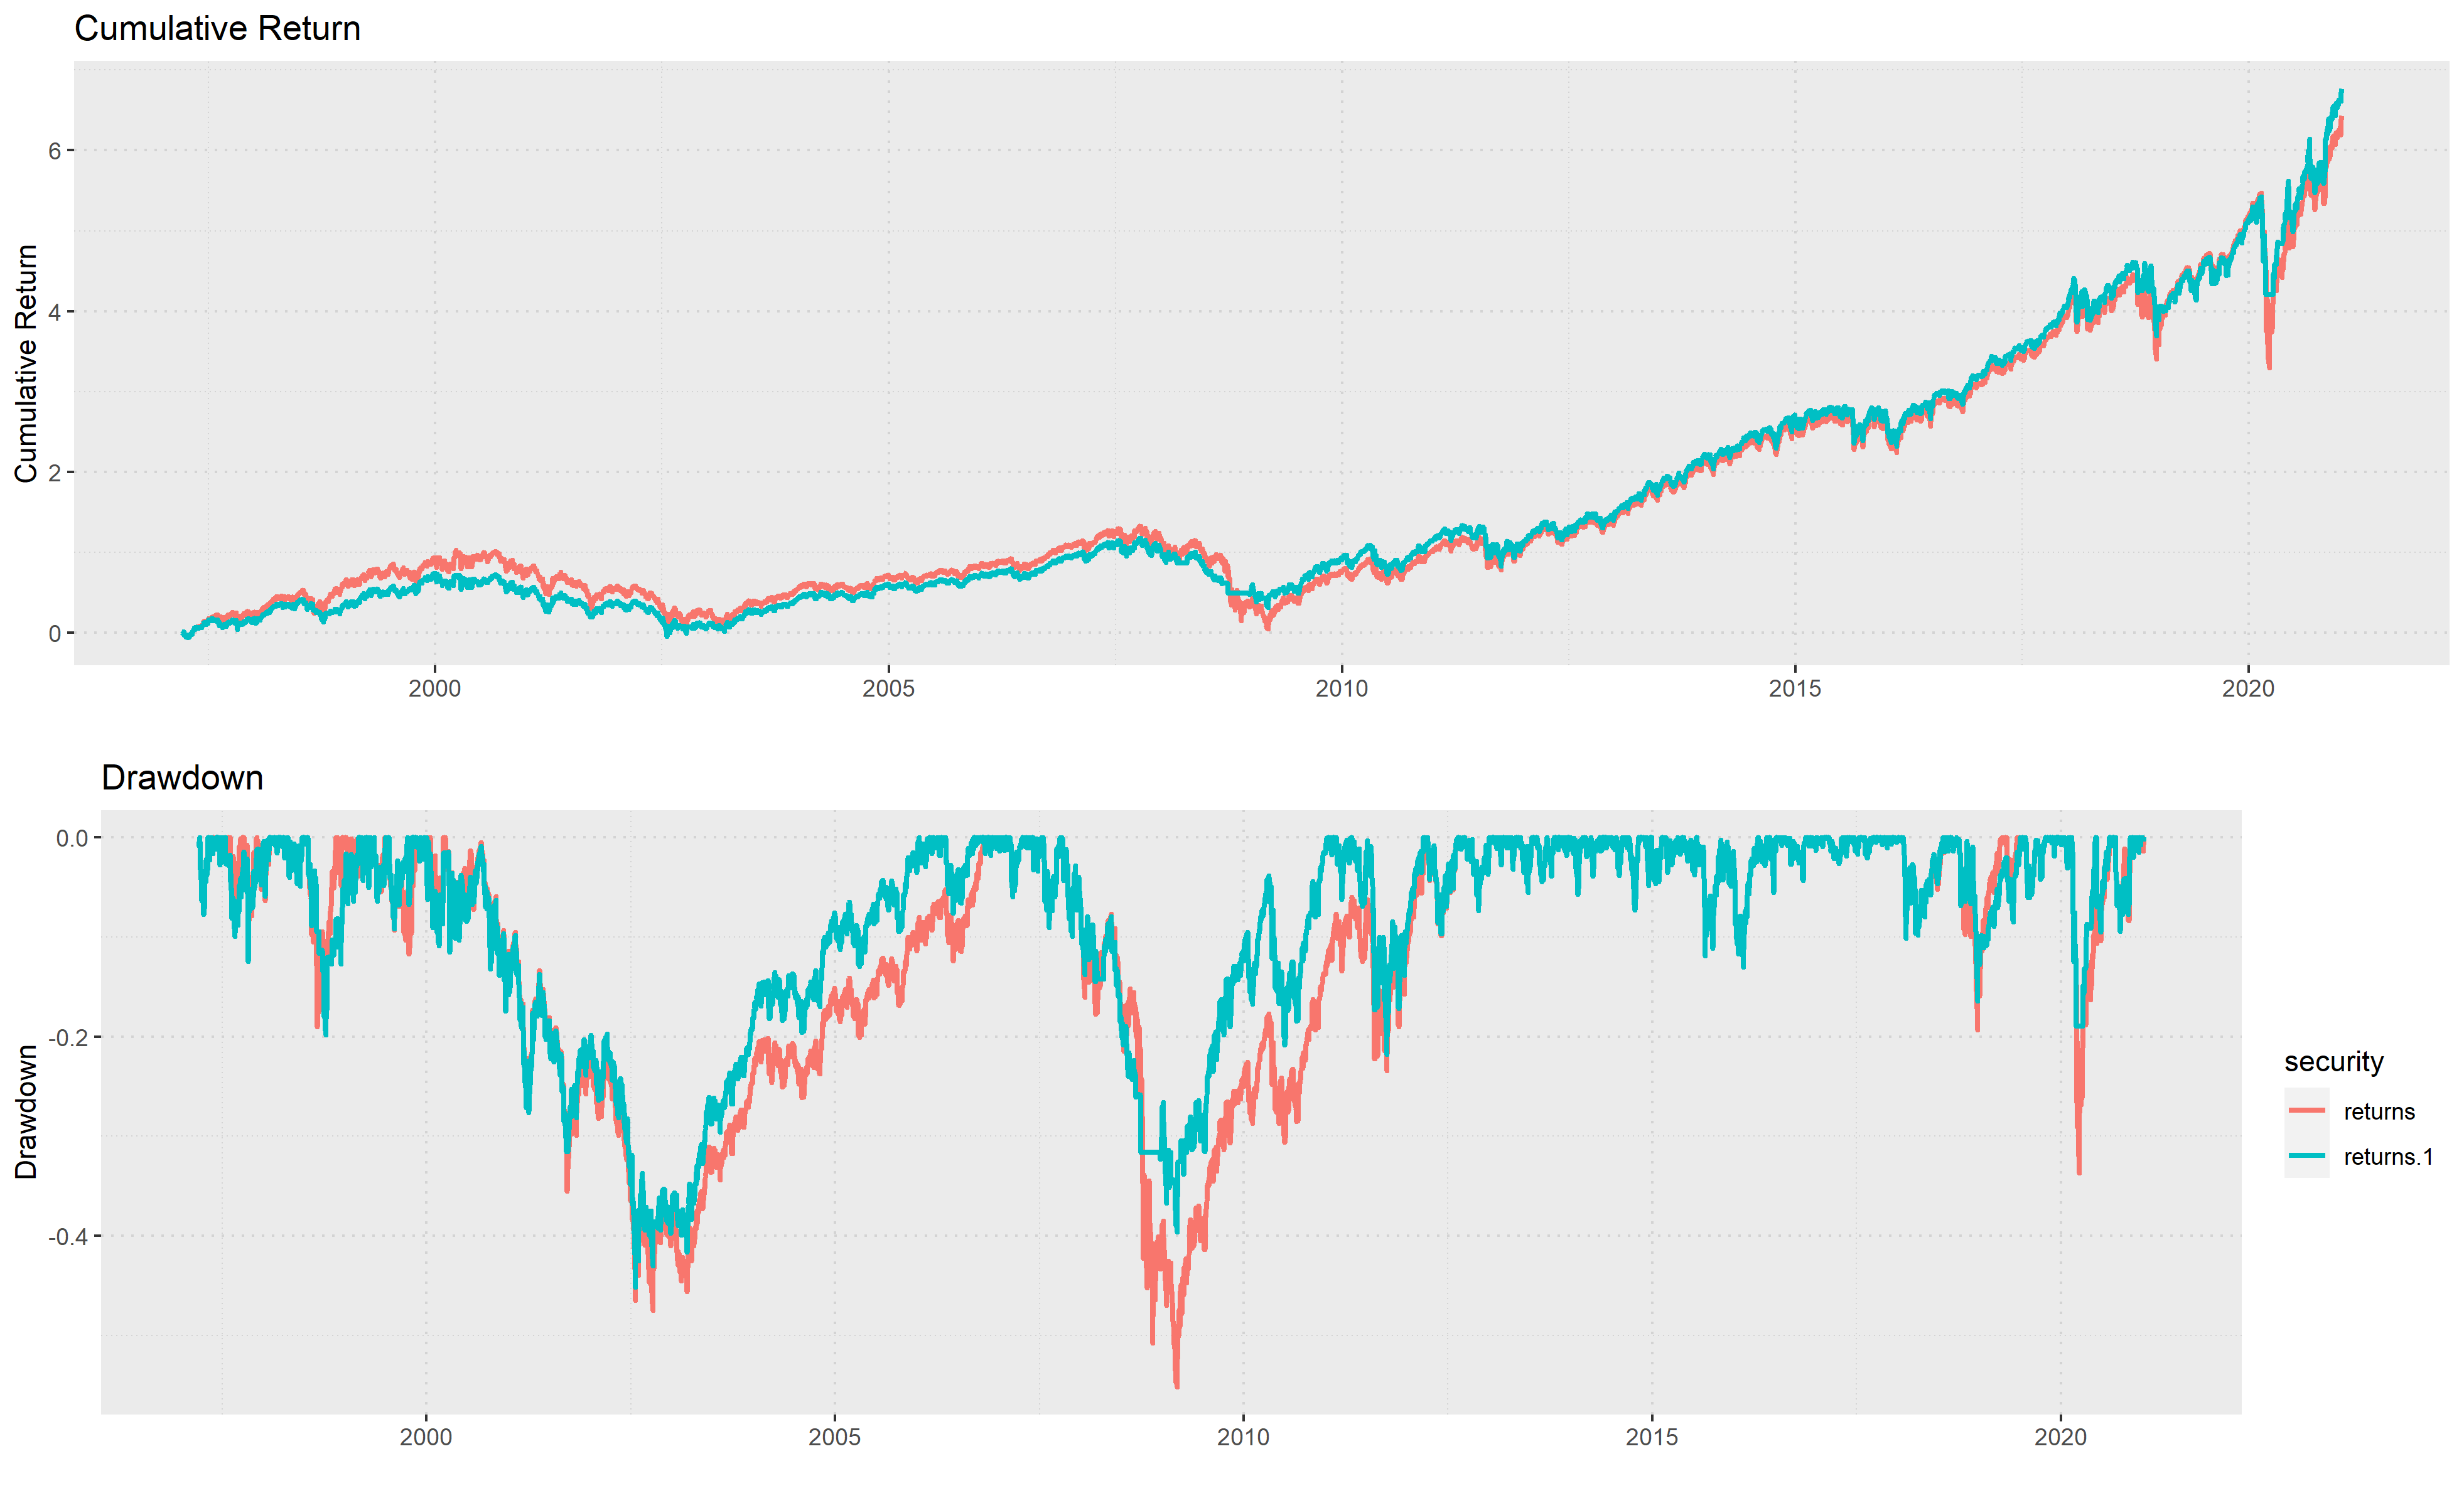 Cumulative Return
Cumulative Return
6
4
2
0
2000 2005 2010 2015 2020
Drawdown
Drawdown
0.0
-0.2
-0.4
2000 2005 2010 2015 2020
security
returns
returns.1